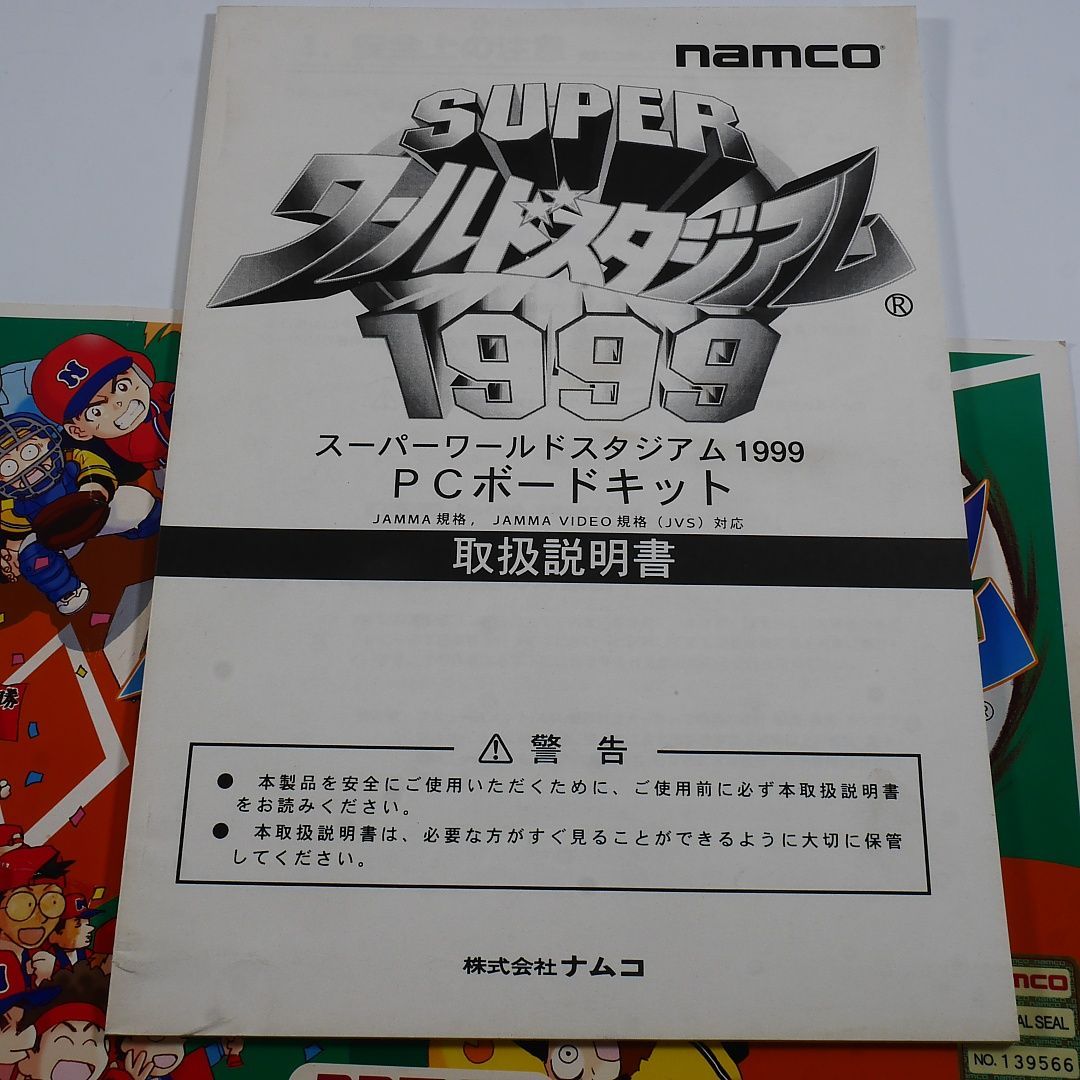 namco
SUPER
ワールドスタジアム
®
1999
スーパーワールドスタジアム1999
PCボードキット
JAMMA規格, JAMMA VIDEO規格(JVS)対応
取扱説明書
⚠ 警告
● 本製品を安全にご使用いただくために、ご使用前に必ず本取扱説明書
をお読みください。
● 本取扱説明書は、必要な方がすぐ見ることができるように大切に保管
してください。
株式会社ナムコ
N
®
NO.139566
AL SEAL